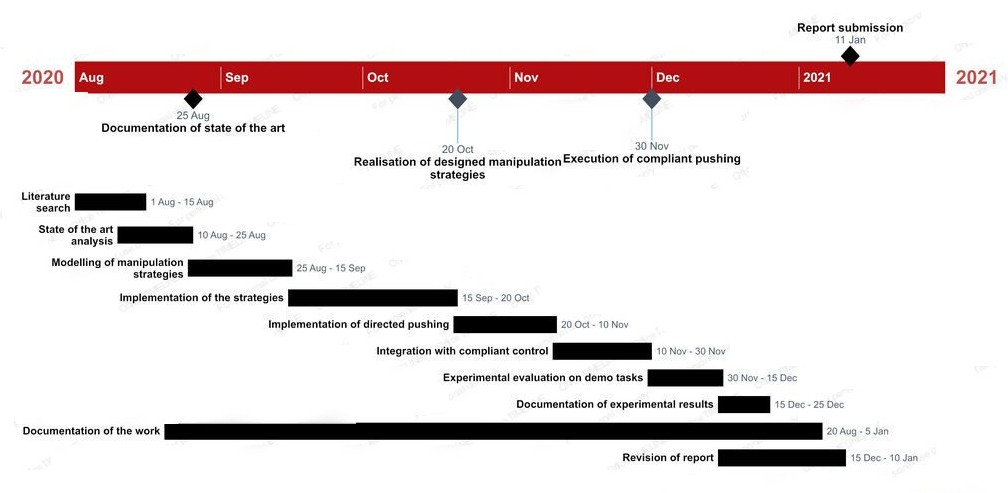 Report submission
11 Jan
2020 Aug Sep Oct Nov Dec 2021 2021
25 Aug
Documentation of state of the art
20 Oct
Realisation of designed manipulation
strategies
30 Nov
Execution of compliant pushing
Literature
search
1 Aug - 15 Aug
State of the art
analysis
10 Aug - 25 Aug
Modelling of manipulation
strategies
25 Aug - 15 Sep
Implementation of the strategies 15 Sep - 20 Oct
Implementation of directed pushing 20 Oct - 10 Nov
Integration with compliant control 10 Nov - 30 Nov
Experimental evaluation on demo tasks 30 Nov - 15 Dec
Documentation of experimental results 15 Dec - 25 Dec
Documentation of the work 20 Aug - 5 Jan
Revision of report 15 Dec - 10 Jan